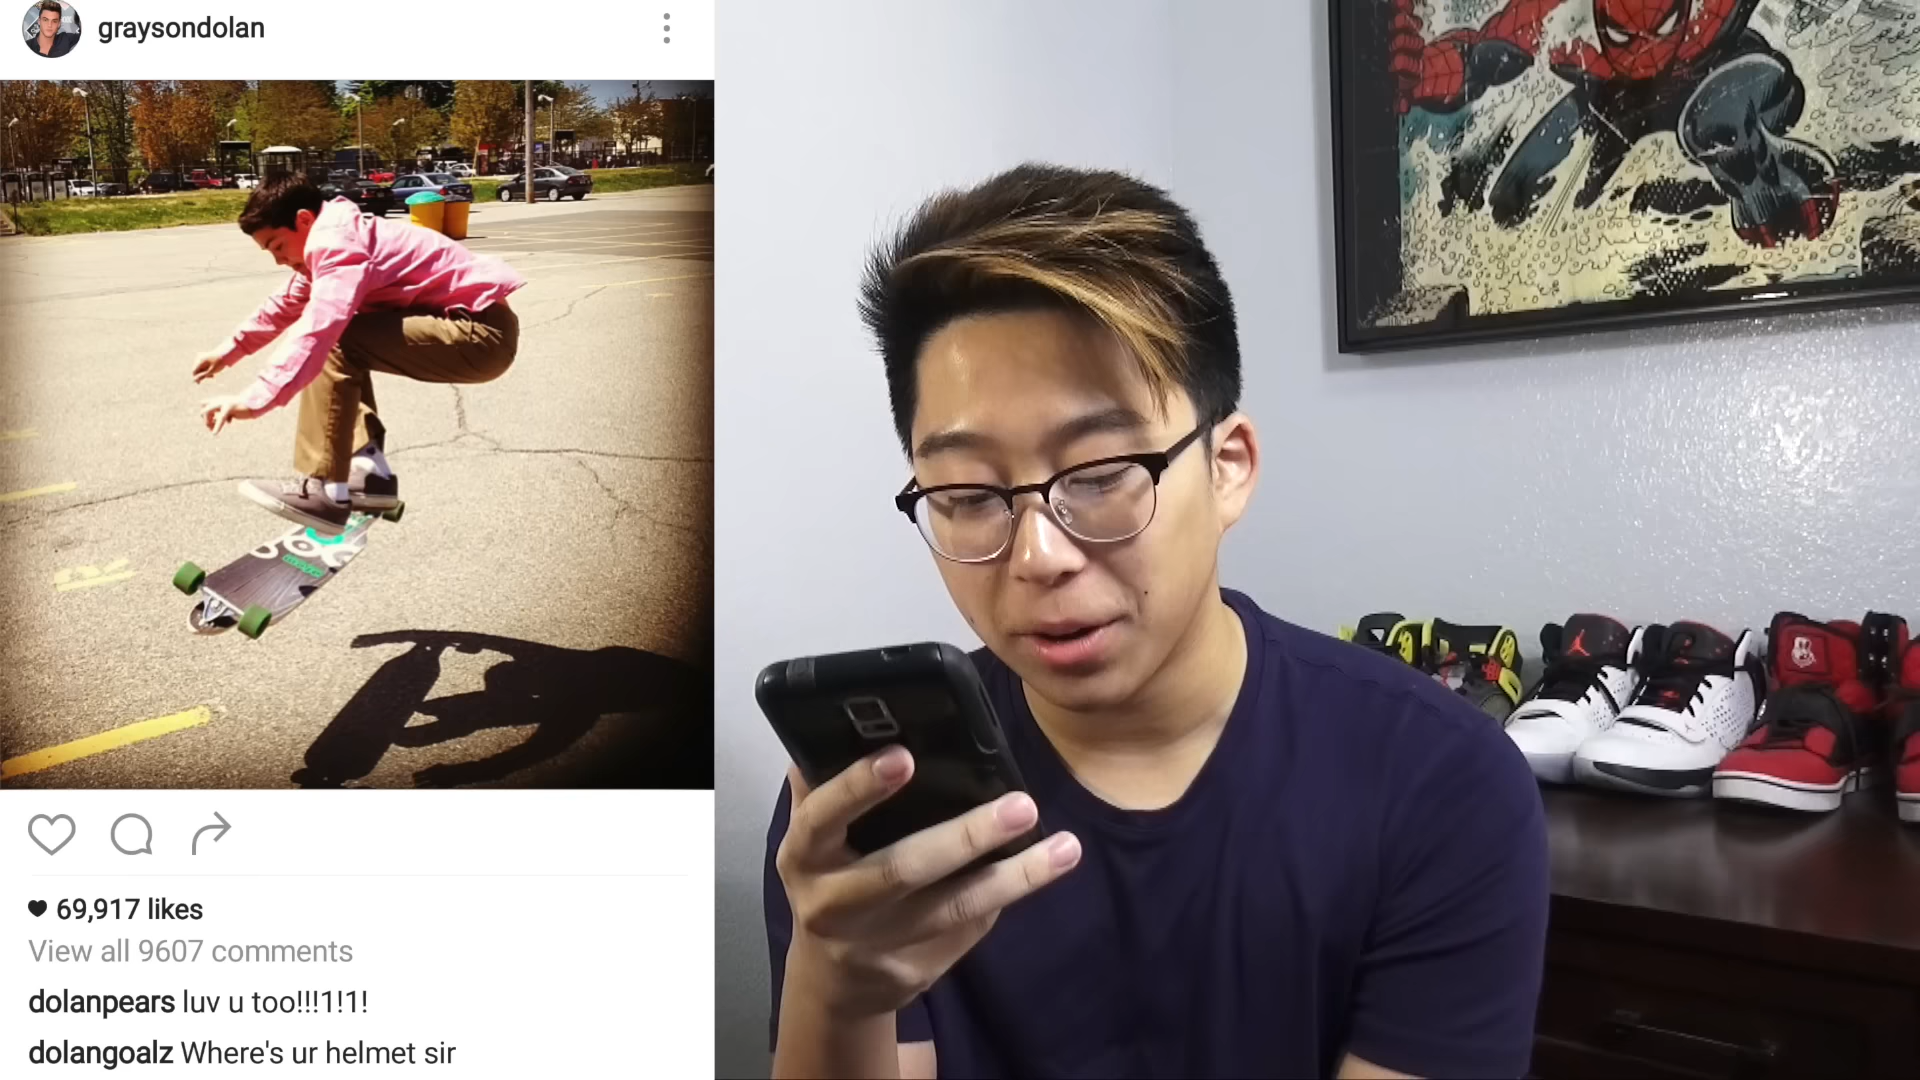 graysondolan
69,917 likes
View all 9607 comments
dolanpears luv u too!!!1!1!
dolangoalz Where's ur helmet sir